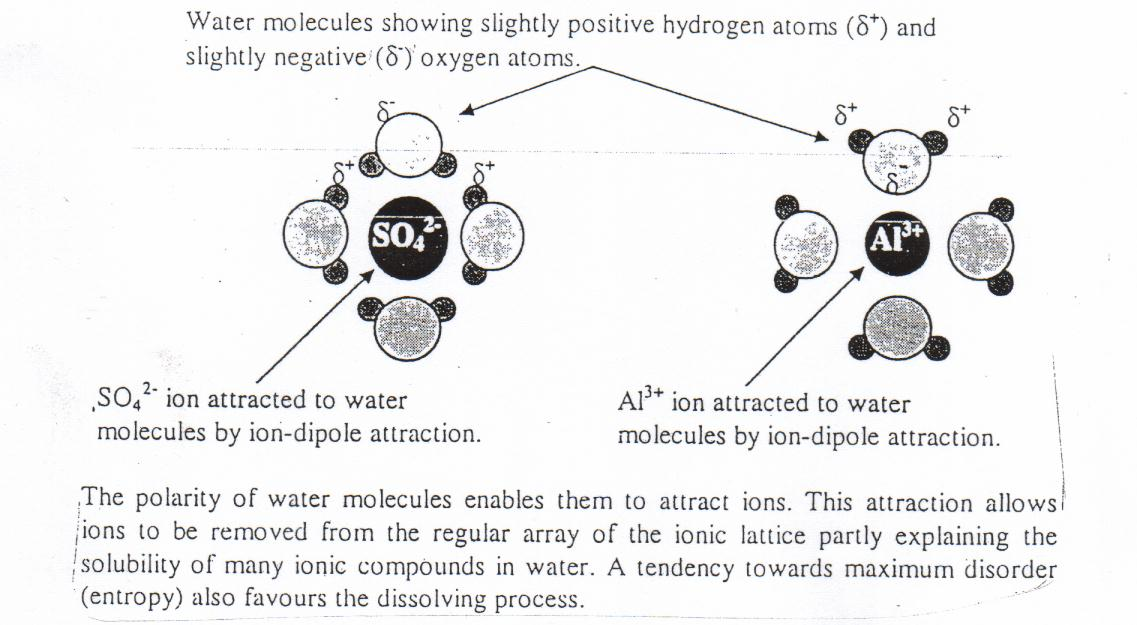 Water molecules showing slightly positive hydrogen atoms (δ⁺) and
slightly negative (δ⁻) oxygen atoms.
δ⁻
δ⁺ δ⁺
δ⁺ δ⁺
δ⁻
SO₄²⁻
Al³⁺
SO₄²⁻ ion attracted to water
molecules by ion-dipole attraction.
Al³⁺ ion attracted to water
molecules by ion-dipole attraction.
The polarity of water molecules enables them to attract ions. This attraction allows
ions to be removed from the regular array of the ionic lattice partly explaining the
solubility of many ionic compounds in water. A tendency towards maximum disorder
(entropy) also favours the dissolving process.